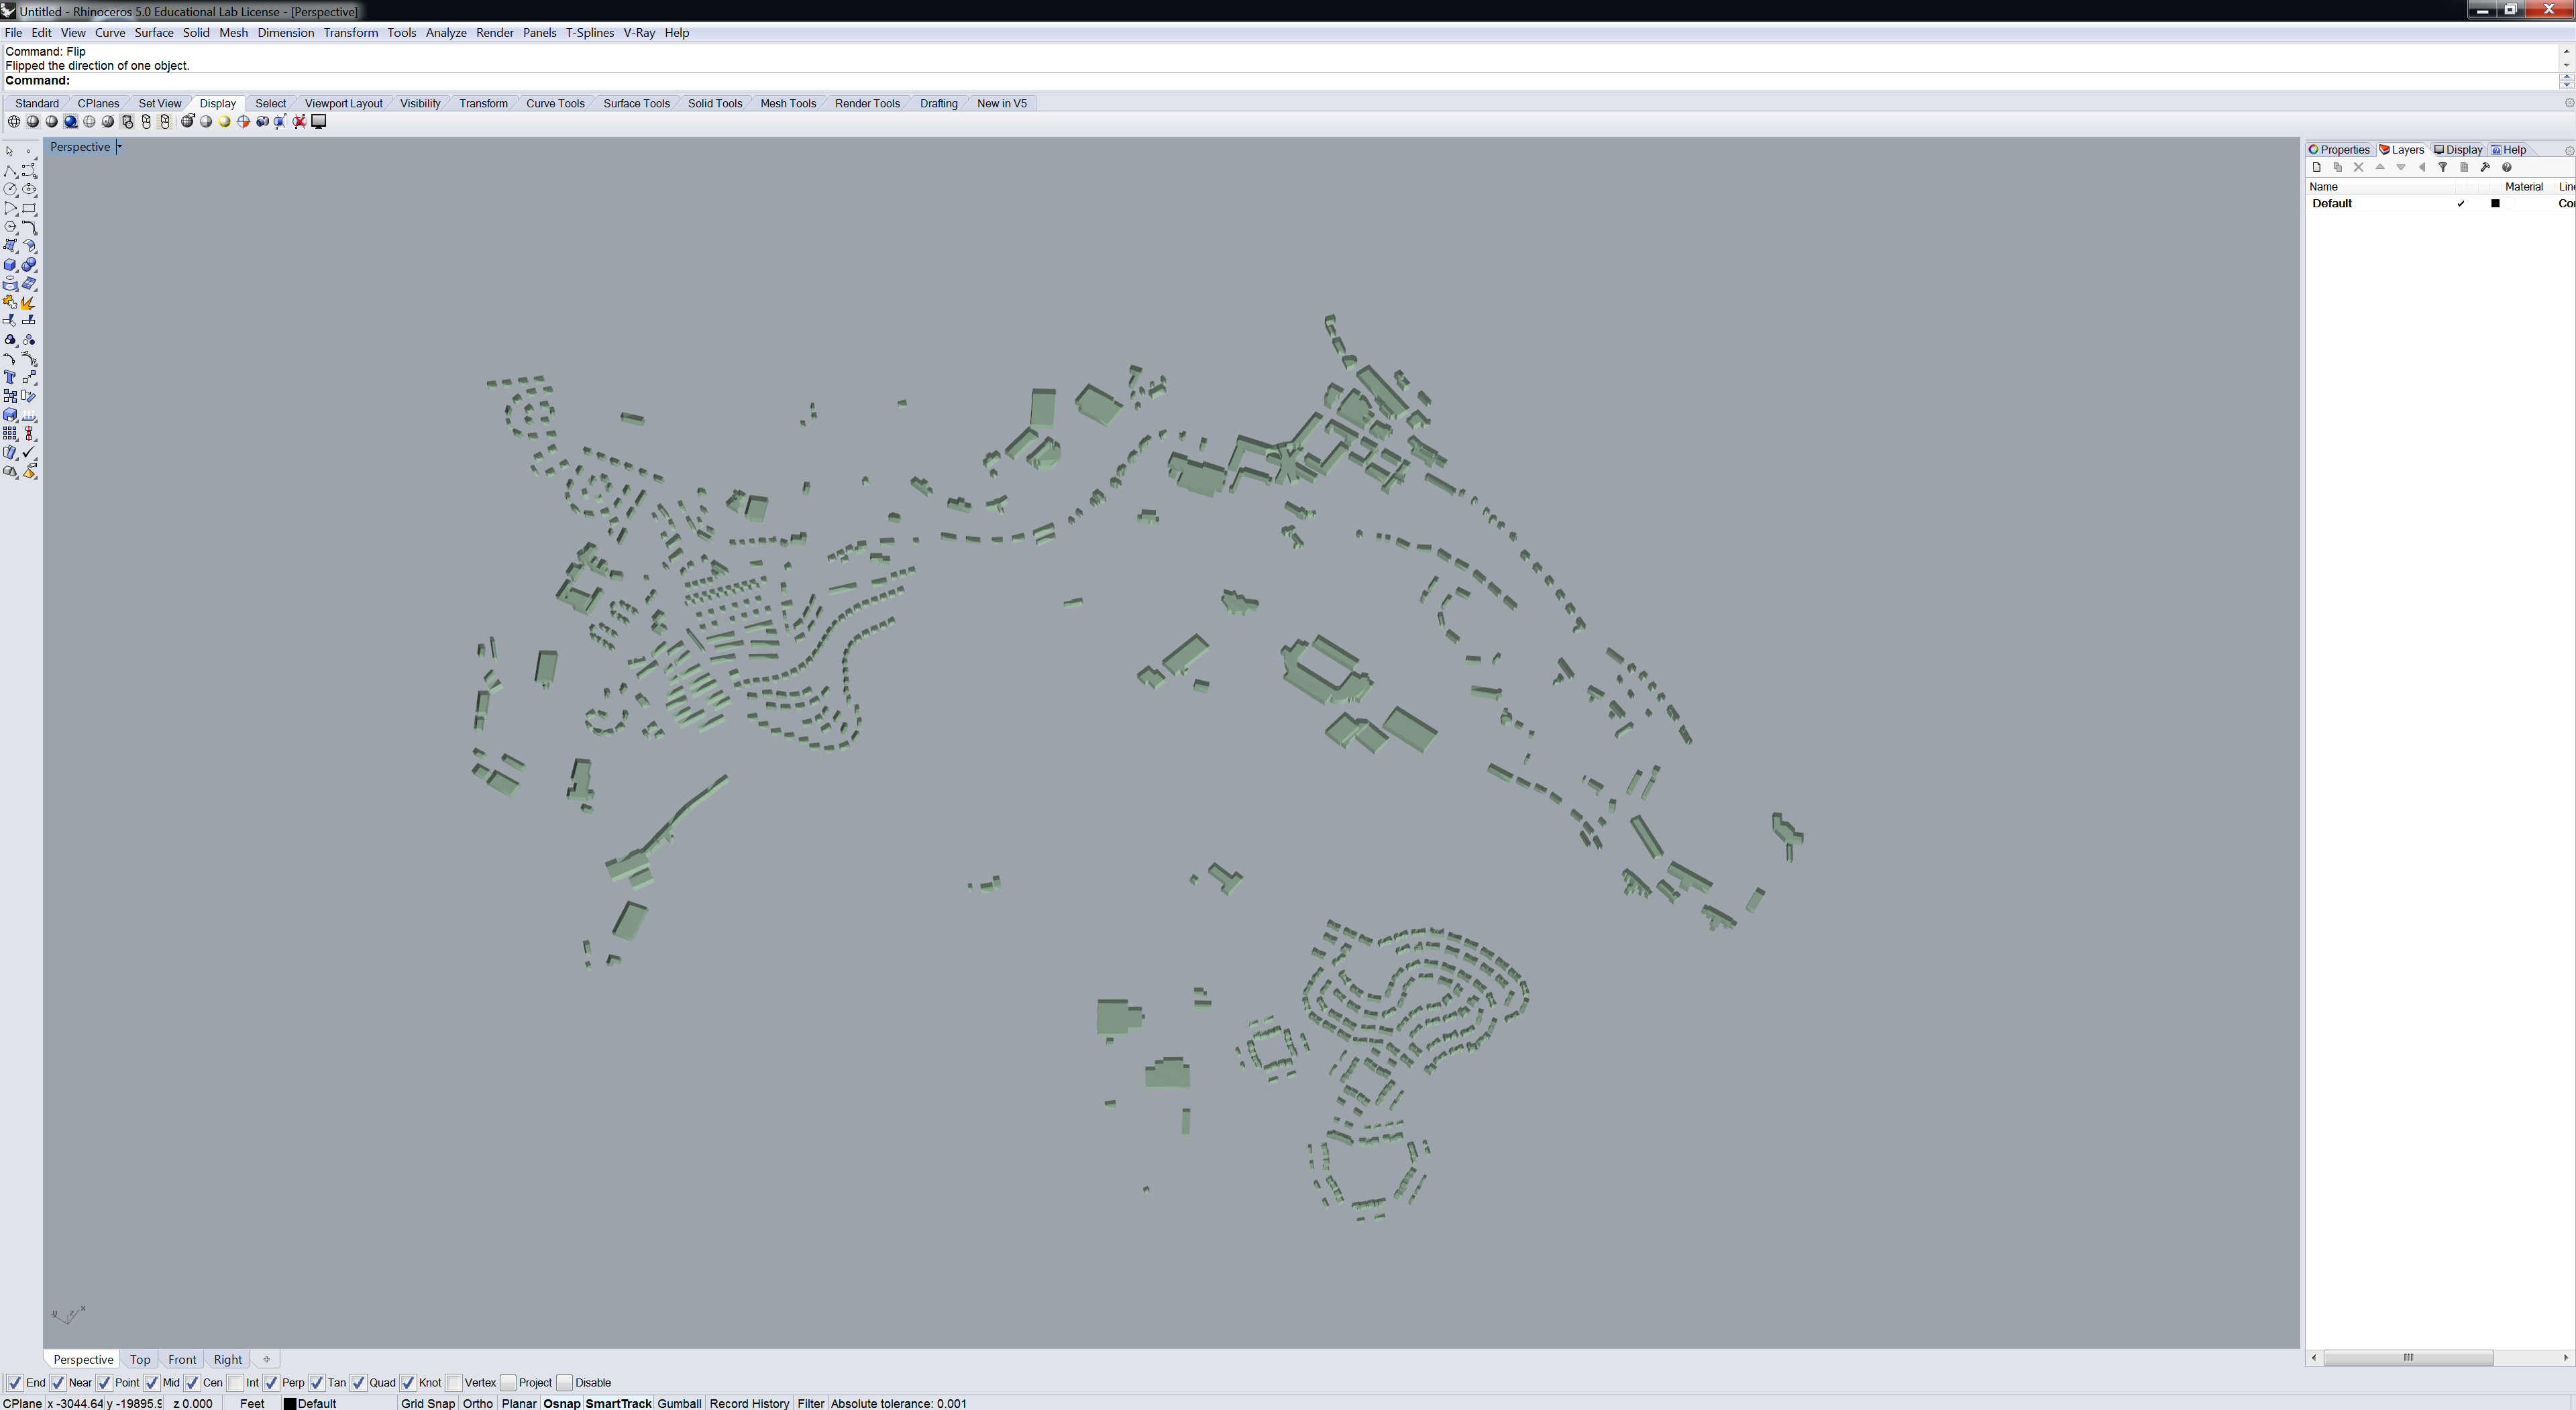 Untitled - Rhinoceros 5.0 Educational Lab License - [Perspective]
File Edit View Curve Surface Solid Mesh Dimension Transform Tools Analyze Render Panels T-Splines V-Ray Help
Command: Flip
Flipped the direction of one object.
Command:
Standard CPlanes Set View Display Select Viewport Layout Visibility Transform Curve Tools Surface Tools Solid Tools Mesh Tools Render Tools Drafting New in V5
Perspective
Properties Layers Display Help
Name Material Lin
Default Co
y z x
Perspective Top Front Right
End Near Point Mid Cen Int Perp Tan Quad Knot Vertex Project Disable
CPlane x -3044.64 y -19895.9 z 0.000 Feet Default Grid Snap Ortho Planar Osnap SmartTrack Gumball Record History Filter Absolute tolerance: 0.001